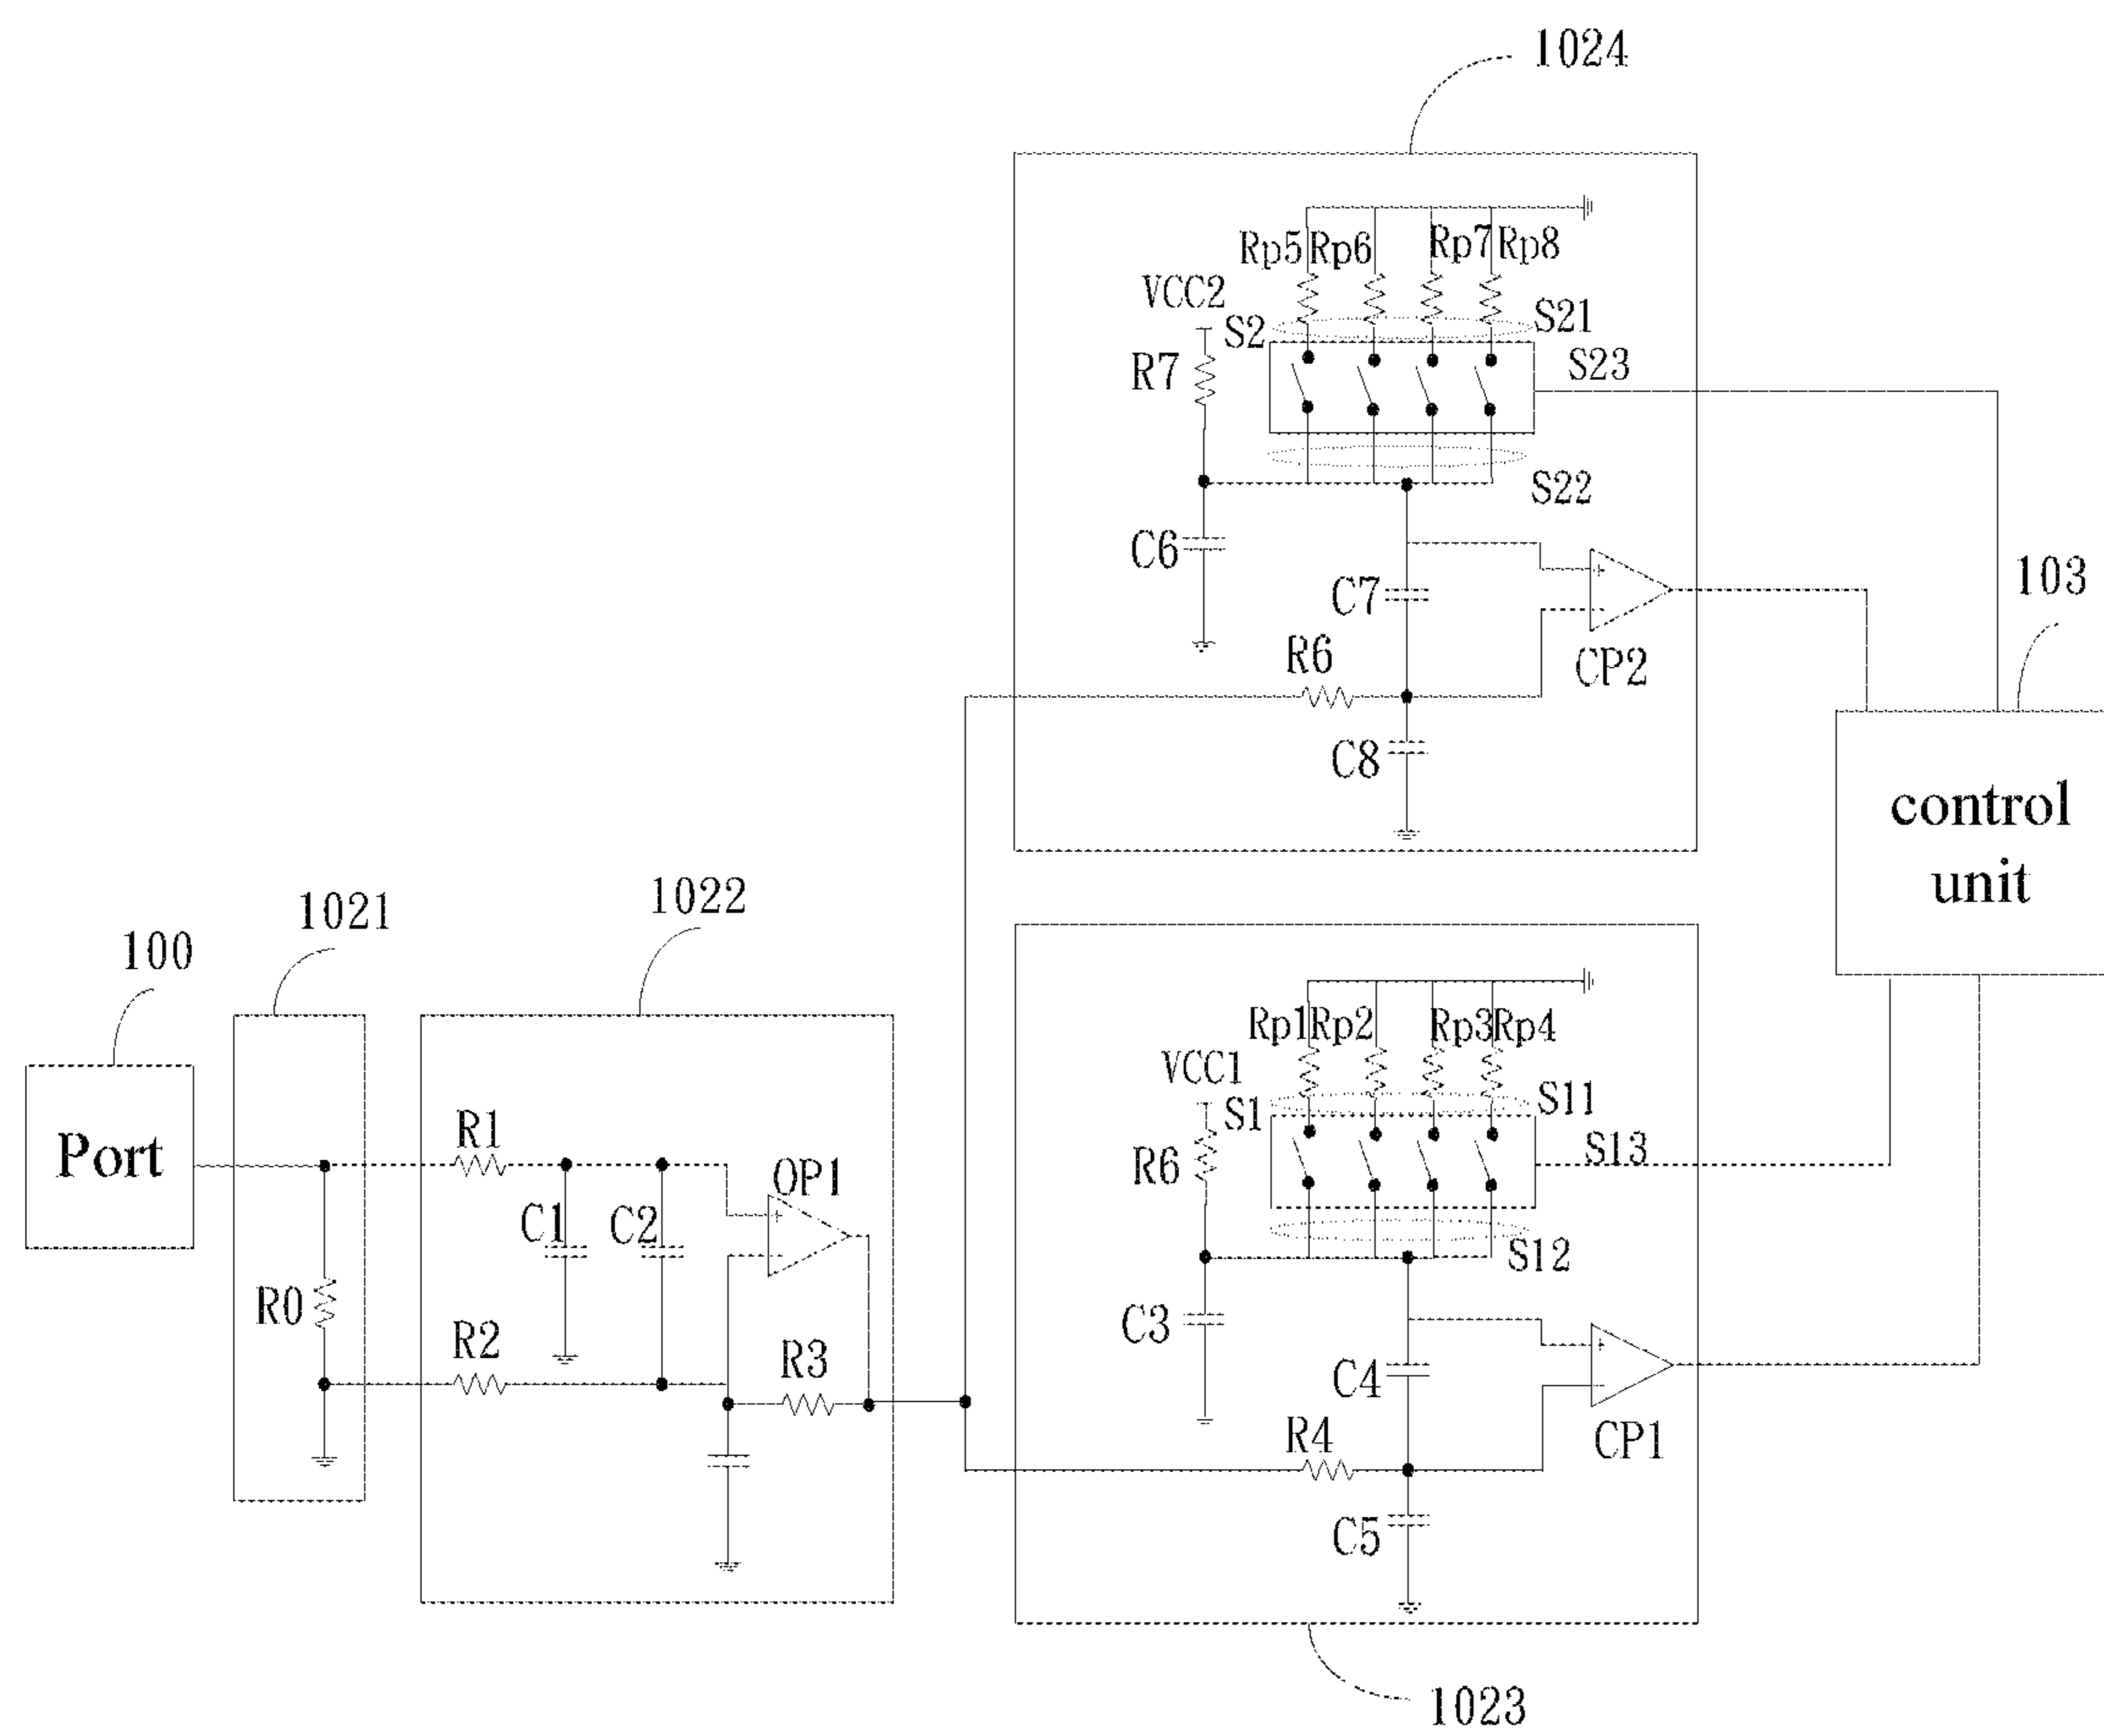 1024
Rp5 Rp6 Rp7 Rp8
VCC2
S2
S21
R7
S23
S22
C6
C7
+
-
103
R6
CP2
C8
control
unit
1021
1022
100
Rp1 Rp2 Rp3 Rp4
VCC1
S1
S11
Port
R1
R6
S13
OP1
+
-
C1
C2
S12
R0
R2
R3
C3
C4
+
-
R4
CP1
C5
1023